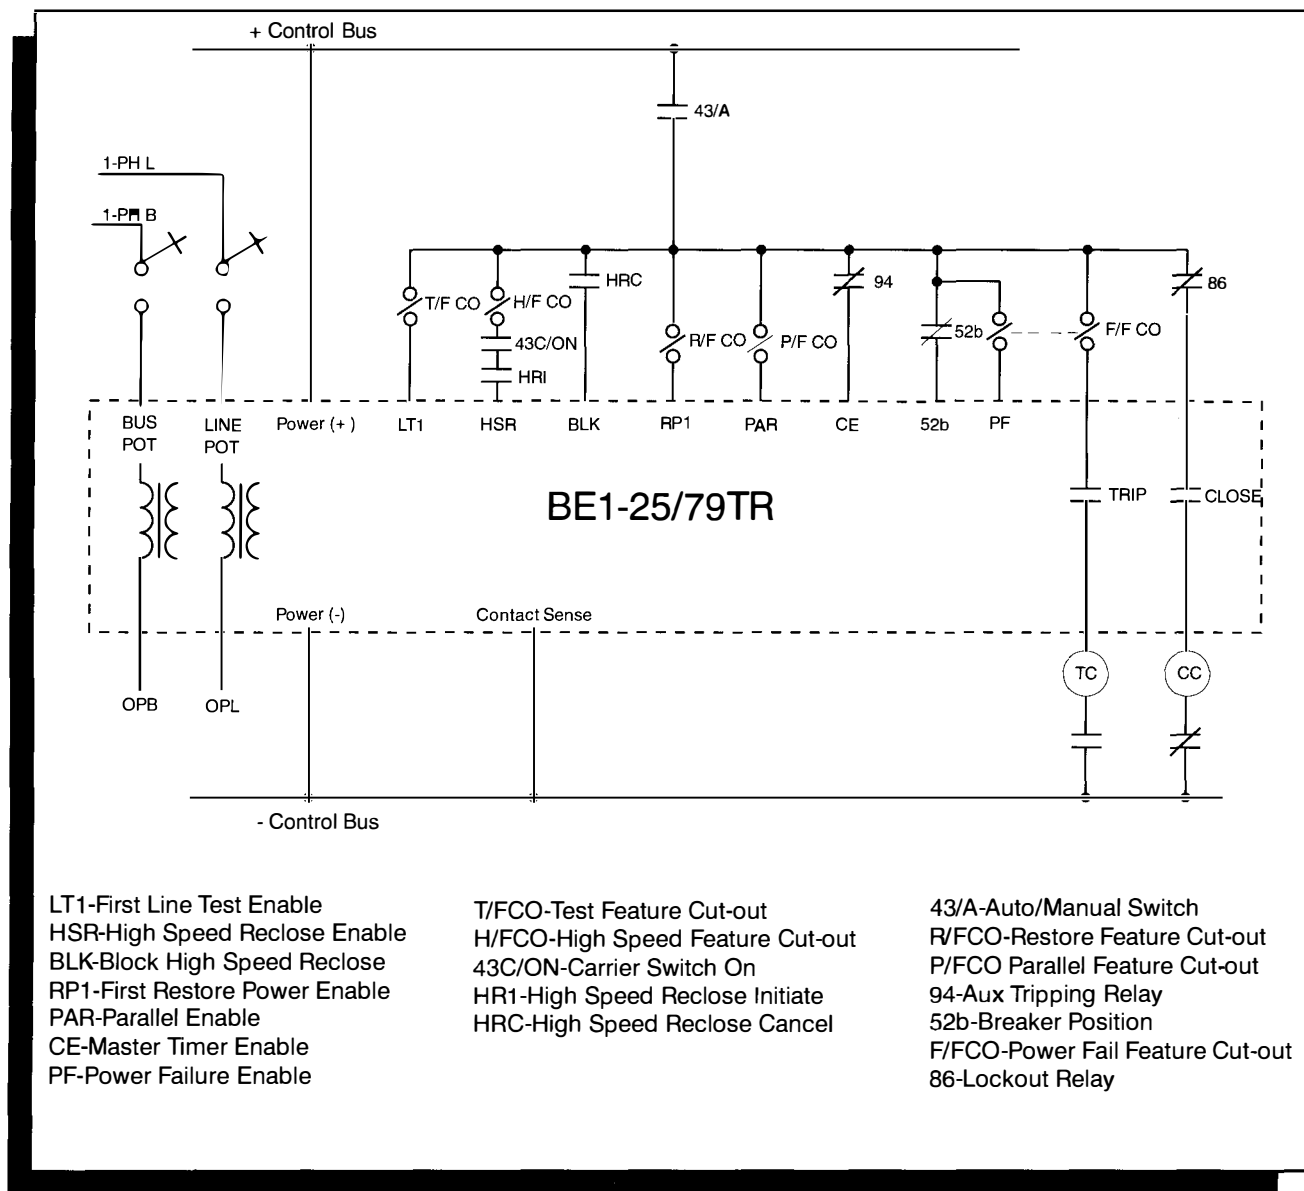 + Control Bus
43/A
1-PH L
1-PH B
T/F CO
H/F CO
HRC
94
86
43C/ON
R/F CO
P/F CO
52b
F/F CO
HRI
BUS POT
LINE POT
Power (+)
LT1
HSR
BLK
RP1
PAR
CE
52b
PF
BE1-25/79TR
TRIP
CLOSE
Power (-)
Contact Sense
OPB
OPL
TC
CC
- Control Bus
LT1-First Line Test Enable
HSR-High Speed Reclose Enable
BLK-Block High Speed Reclose
RP1-First Restore Power Enable
PAR-Parallel Enable
CE-Master Timer Enable
PF-Power Failure Enable
T/FCO-Test Feature Cut-out
H/FCO-High Speed Feature Cut-out
43C/ON-Carrier Switch On
HR1-High Speed Reclose Initiate
HRC-High Speed Reclose Cancel
43/A-Auto/Manual Switch
R/FCO-Restore Feature Cut-out
P/FCO Parallel Feature Cut-out
94-Aux Tripping Relay
52b-Breaker Position
F/FCO-Power Fail Feature Cut-out
86-Lockout Relay